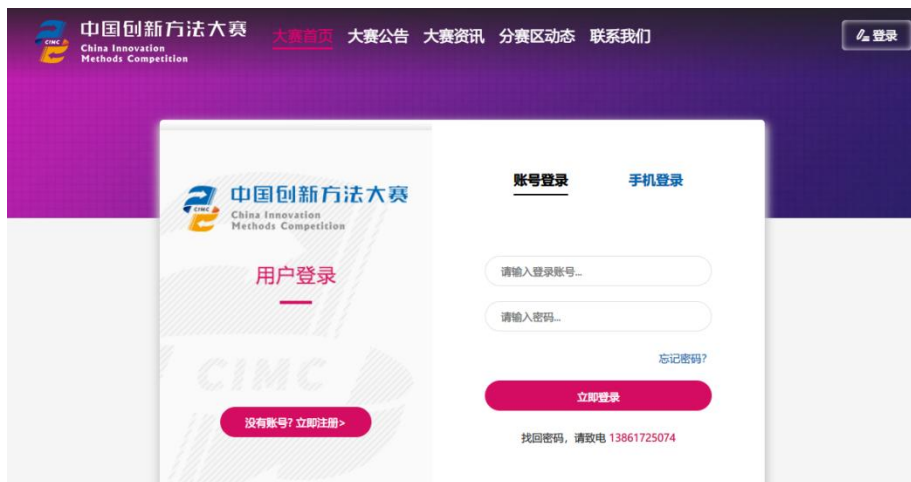 中国创新方法大赛
China Innovation
Methods Competition
CIMC
大赛首页 大赛公告 大赛资讯 分赛区动态 联系我们
登录
中国创新方法大赛
China Innovation
Methods Competition
CIMC
用户登录
CIMC
没有账号? 立即注册>
账号登录 手机登录
请输入登录账号...
请输入密码...
忘记密码?
立即登录
找回密码，请致电 13861725074